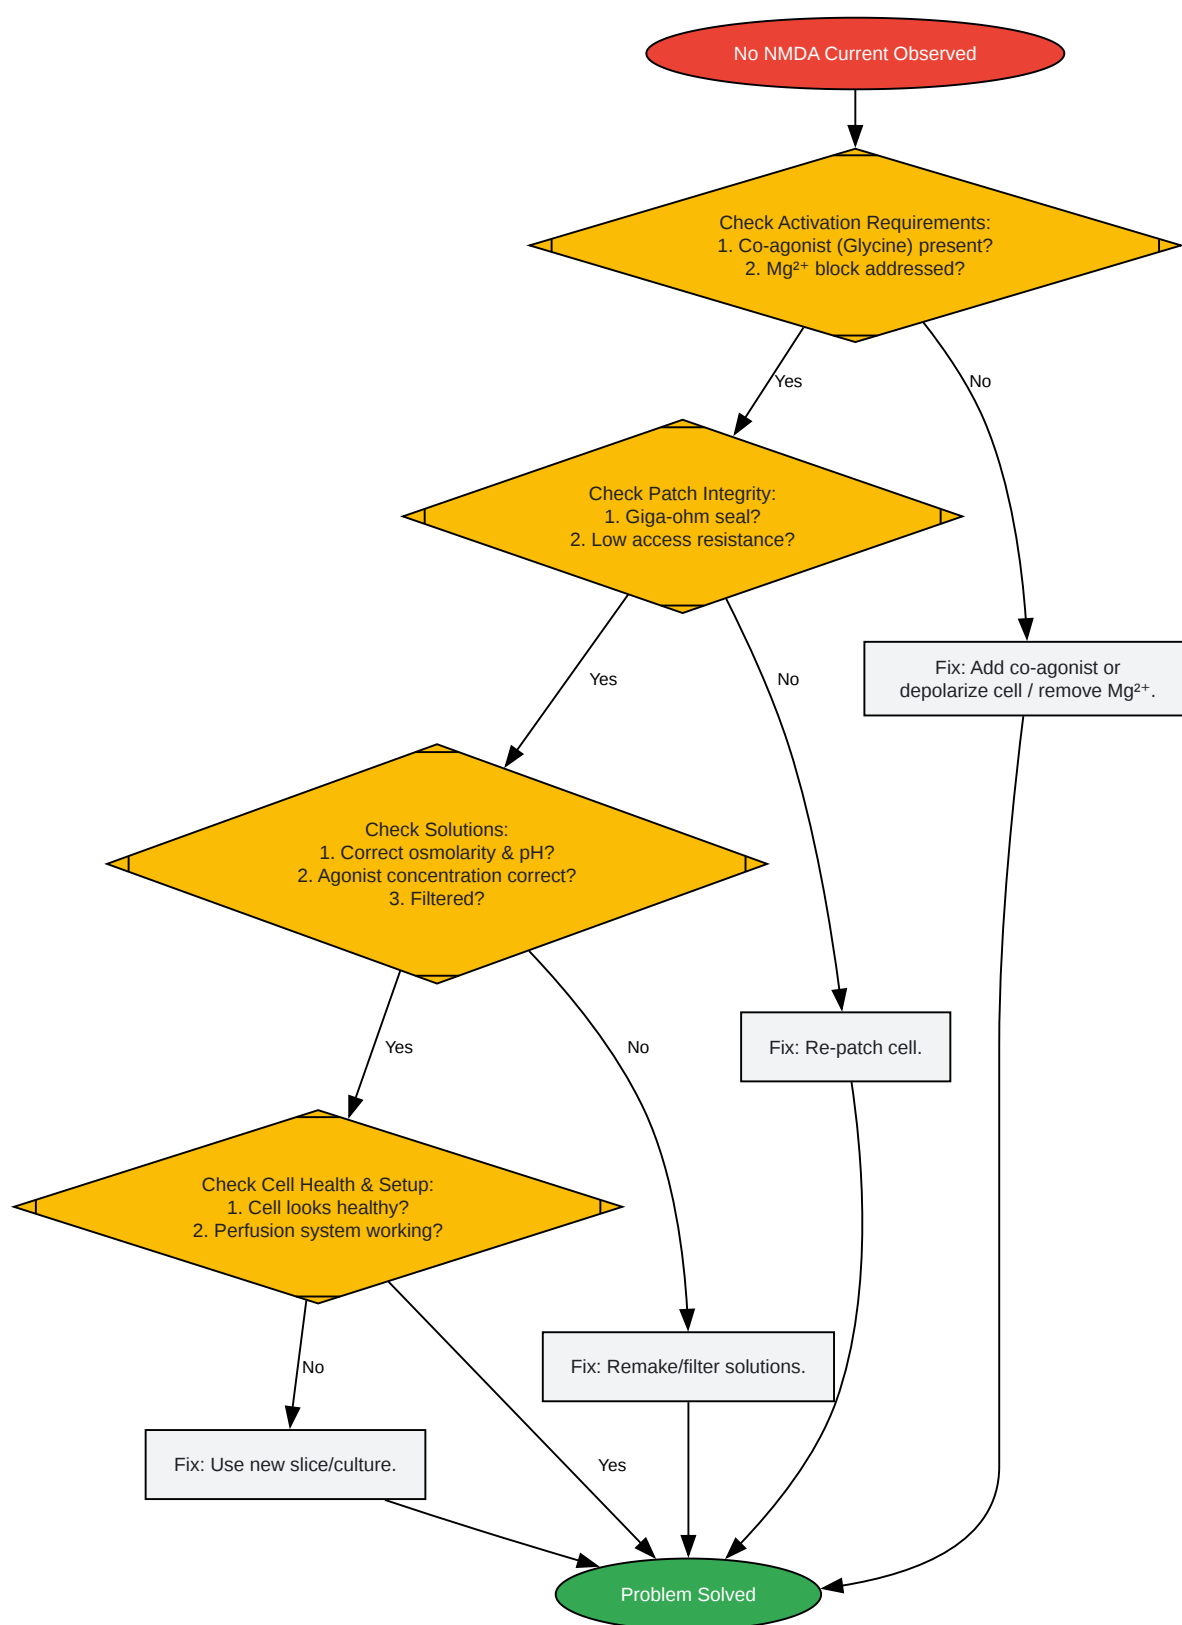 No NMDA Current Observed
Check Activation Requirements:
1. Co-agonist (Glycine) present?
2. Mg²⁺ block addressed?
Yes
No
Check Patch Integrity:
1. Giga-ohm seal?
2. Low access resistance?
Fix: Add co-agonist or
depolarize cell / remove Mg²⁺.
Yes
No
Check Solutions:
1. Correct osmolarity & pH?
2. Agonist concentration correct?
3. Filtered?
Yes
No
Fix: Re-patch cell.
Check Cell Health & Setup:
1. Cell looks healthy?
2. Perfusion system working?
No
Fix: Remake/filter solutions.
Fix: Use new slice/culture.
Yes
Problem Solved